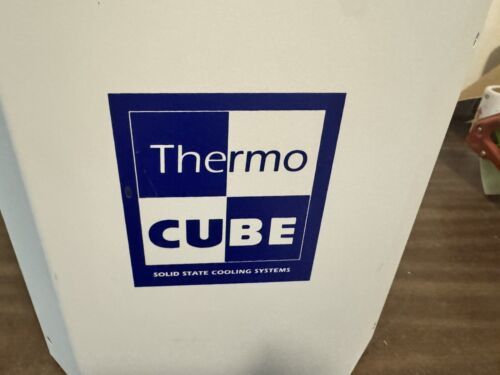 Thermo
CUBE
SOLID STATE COOLING SYSTEMS